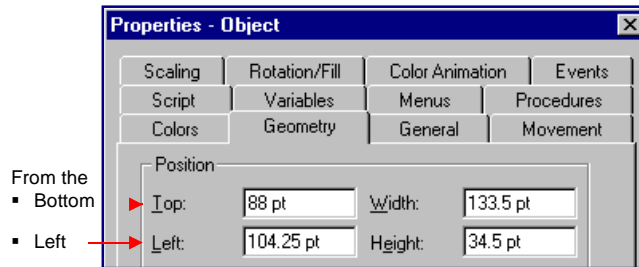 Properties - Object
Scaling Rotation/Fill Color Animation Events
Script Variables Menus Procedures
Colors Geometry General Movement
Position
From the
▪ Bottom
Top: 88 pt Width: 133.5 pt
▪ Left
Left: 104.25 pt Height: 34.5 pt